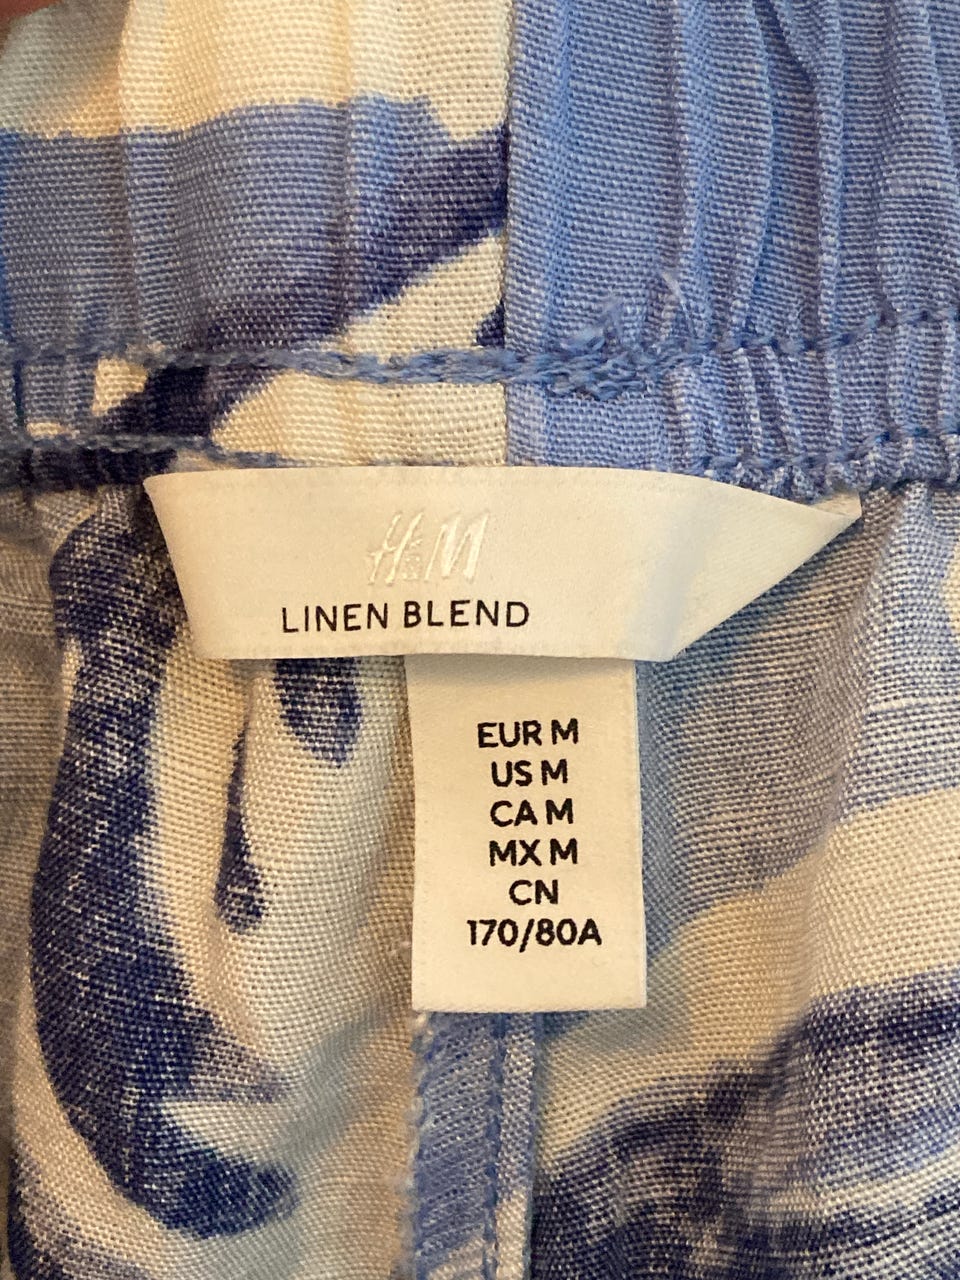 H&M
LINEN BLEND
EUR M
US M
CA M
MX M
CN
170/80A